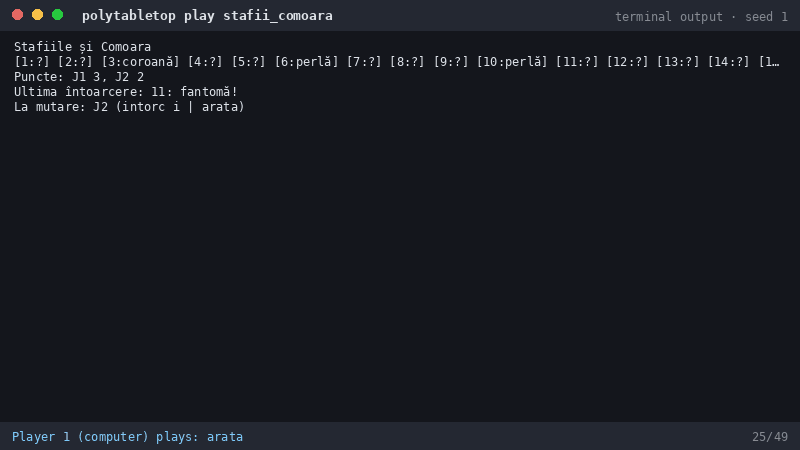 polytabletop play stafii_comoara
terminal output · seed 1
Stafiile și Comoara
[1:?] [2:?] [3:coroană] [4:?] [5:?] [6:perlă] [7:?] [8:?] [9:?] [10:perlă] [11:?] [12:?] [13:?] [14:?] [1…
Puncte: J1 3, J2 2
Ultima întoarcere: 11: fantomă!
La mutare: J2 (intorc i | arata)
Player 1 (computer) plays: arata
25/49